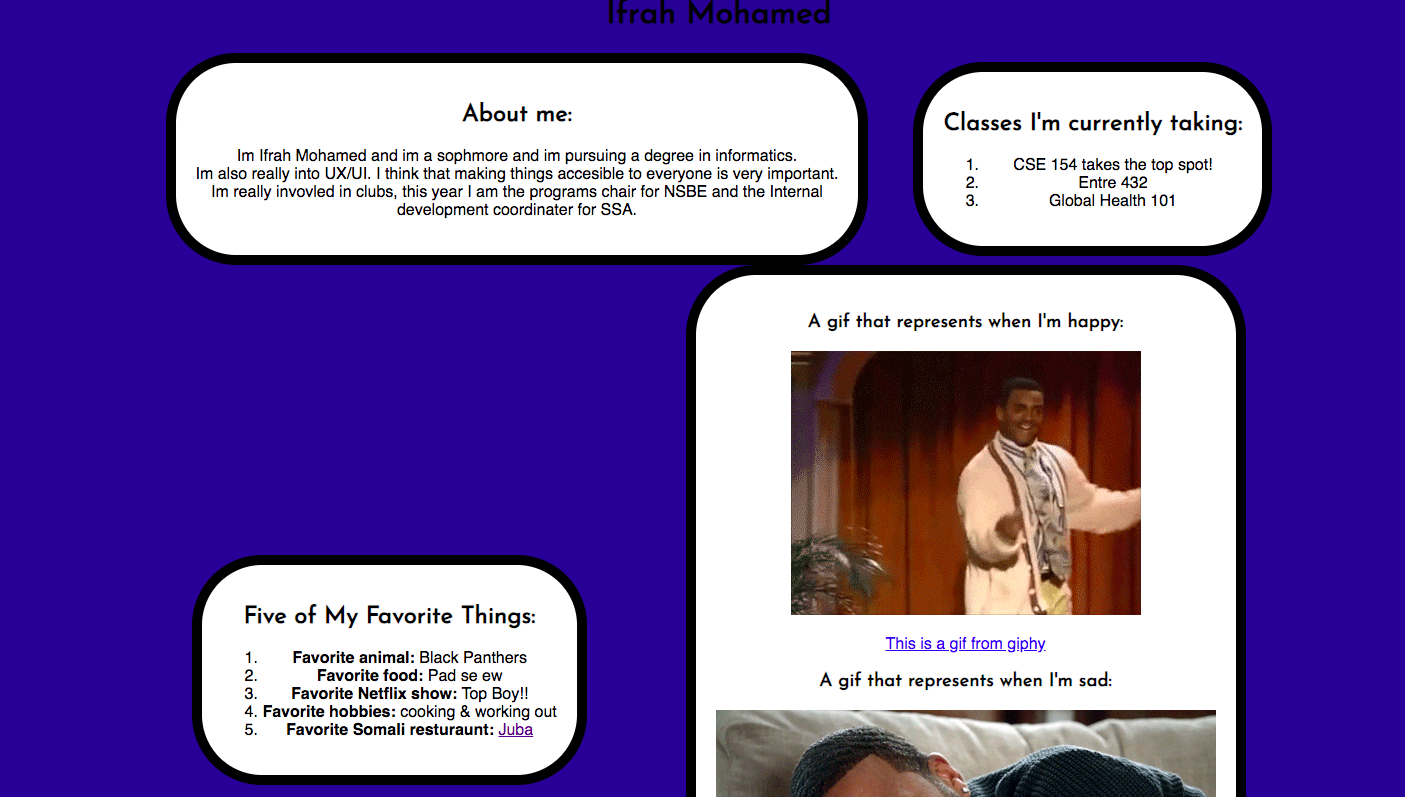 Ifrah Mohamed
About me:
Im Ifrah Mohamed and im a sophmore and im pursuing a degree in informatics.
Im also really into UX/UI. I think that making things accesible to everyone is very important.
Im really invovled in clubs, this year I am the programs chair for NSBE and the Internal
development coordinater for SSA.
Classes I'm currently taking:
1. CSE 154 takes the top spot!
2. Entre 432
3. Global Health 101
A gif that represents when I'm happy:
This is a gif from giphy
A gif that represents when I'm sad:
Five of My Favorite Things:
1. Favorite animal: Black Panthers
2. Favorite food: Pad se ew
3. Favorite Netflix show: Top Boy!!
4. Favorite hobbies: cooking & working out
5. Favorite Somali resturaunt: Juba